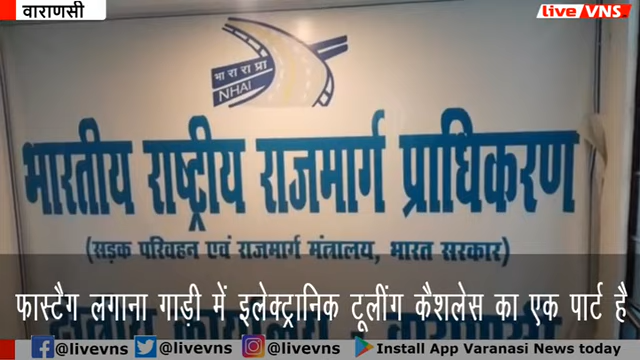 वाराणसी
live VNS
भा रा रा प्रा
NHAI
भारतीय राष्ट्रीय राजमार्ग प्राधिकरण
(सड़क परिवहन एवं राजमार्ग मंत्रालय, भारत सरकार)
फास्टैग लगाना गाड़ी में इलेक्ट्रानिक टूलींग कैशलेस का एक पार्ट है
@livevns @livevns @livevns Install App Varanasi News today